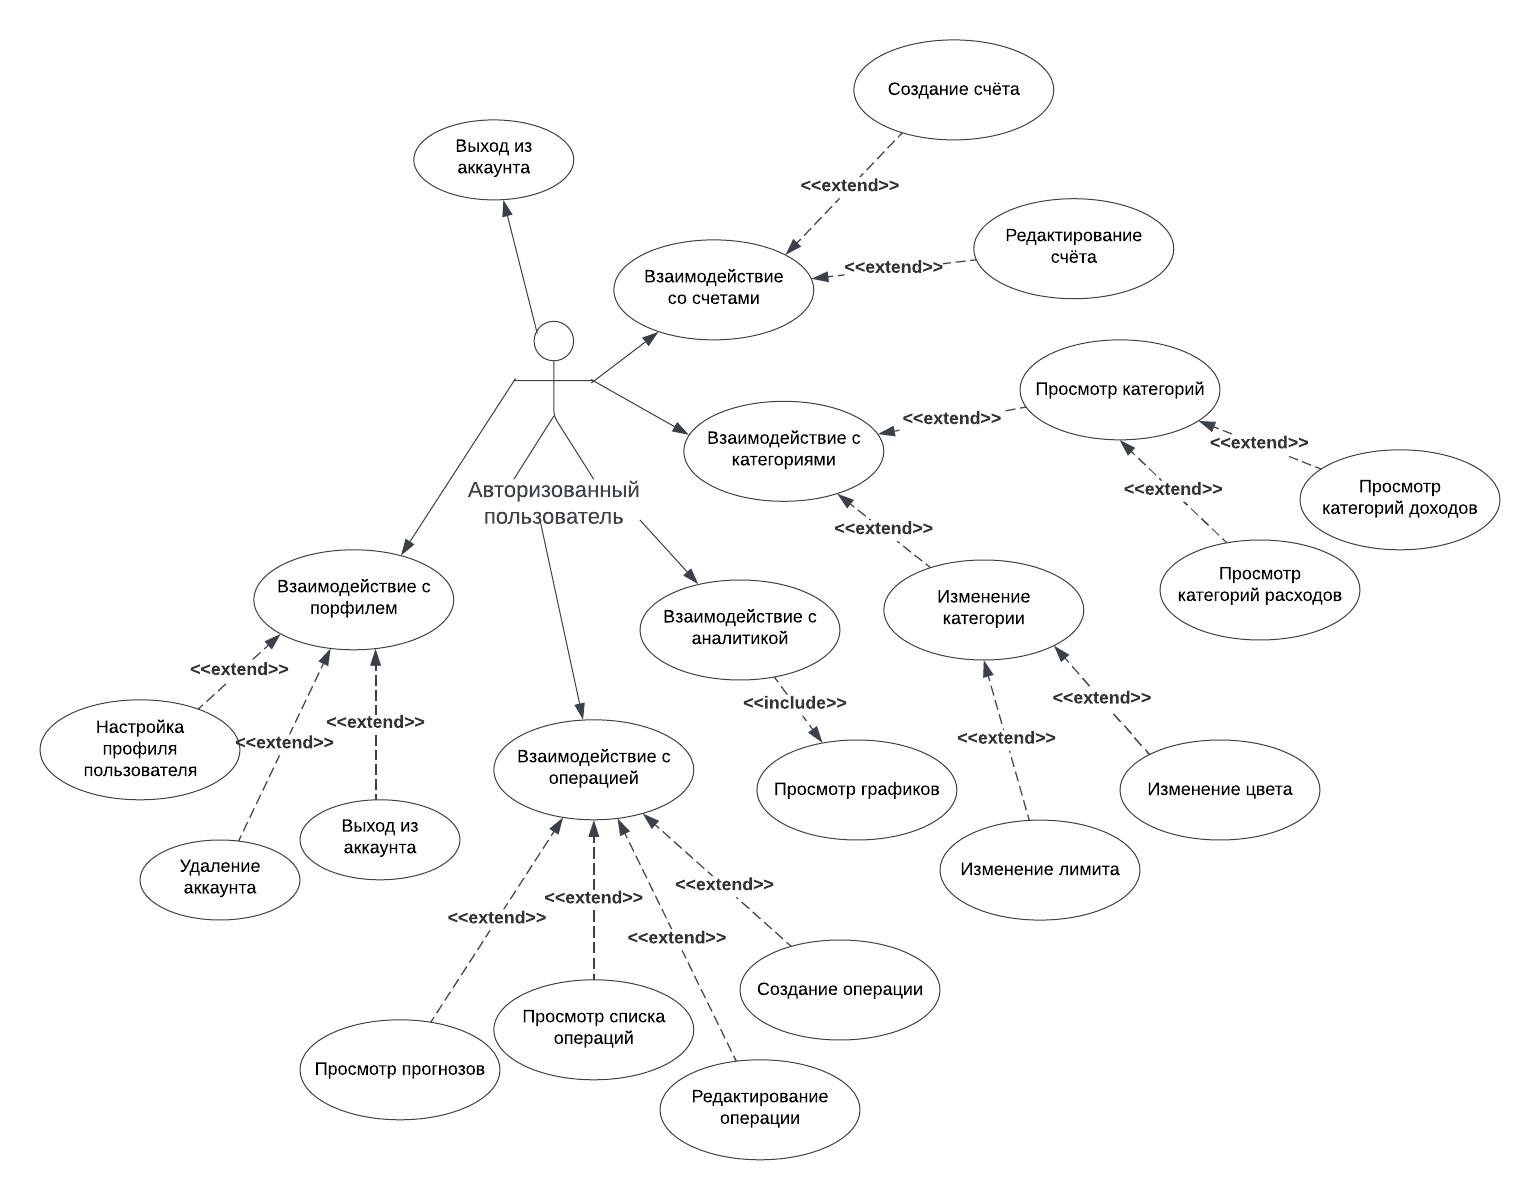 Создание счёта
Выход из
аккаунта
<<extend>>
Редактирование
счёта
<<extend>>
Взаимодействие
со счетами
Просмотр категорий
<<extend>>
Взаимодействие с
категориями
<<extend>>
<<extend>>
Просмотр
категорий доходов
Авторизованный
пользователь
<<extend>>
Просмотр
категорий расходов
Взаимодействие с
порфилем
Взаимодействие с
аналитикой
Изменение
категории
<<extend>>
<<extend>>
<<include>>
<<extend>>
<<extend>>
<<extend>>
<<extend>>
Настройка
профиля
пользователя
Взаимодействие с
операцией
Просмотр графиков
Изменение цвета
Выход из
аккаунта
Удаление
аккаунта
Изменение лимита
<<extend>>
<<extend>>
<<extend>>
<<extend>>
Создание операции
Просмотр списка
операций
Просмотр прогнозов
Редактирование
операции